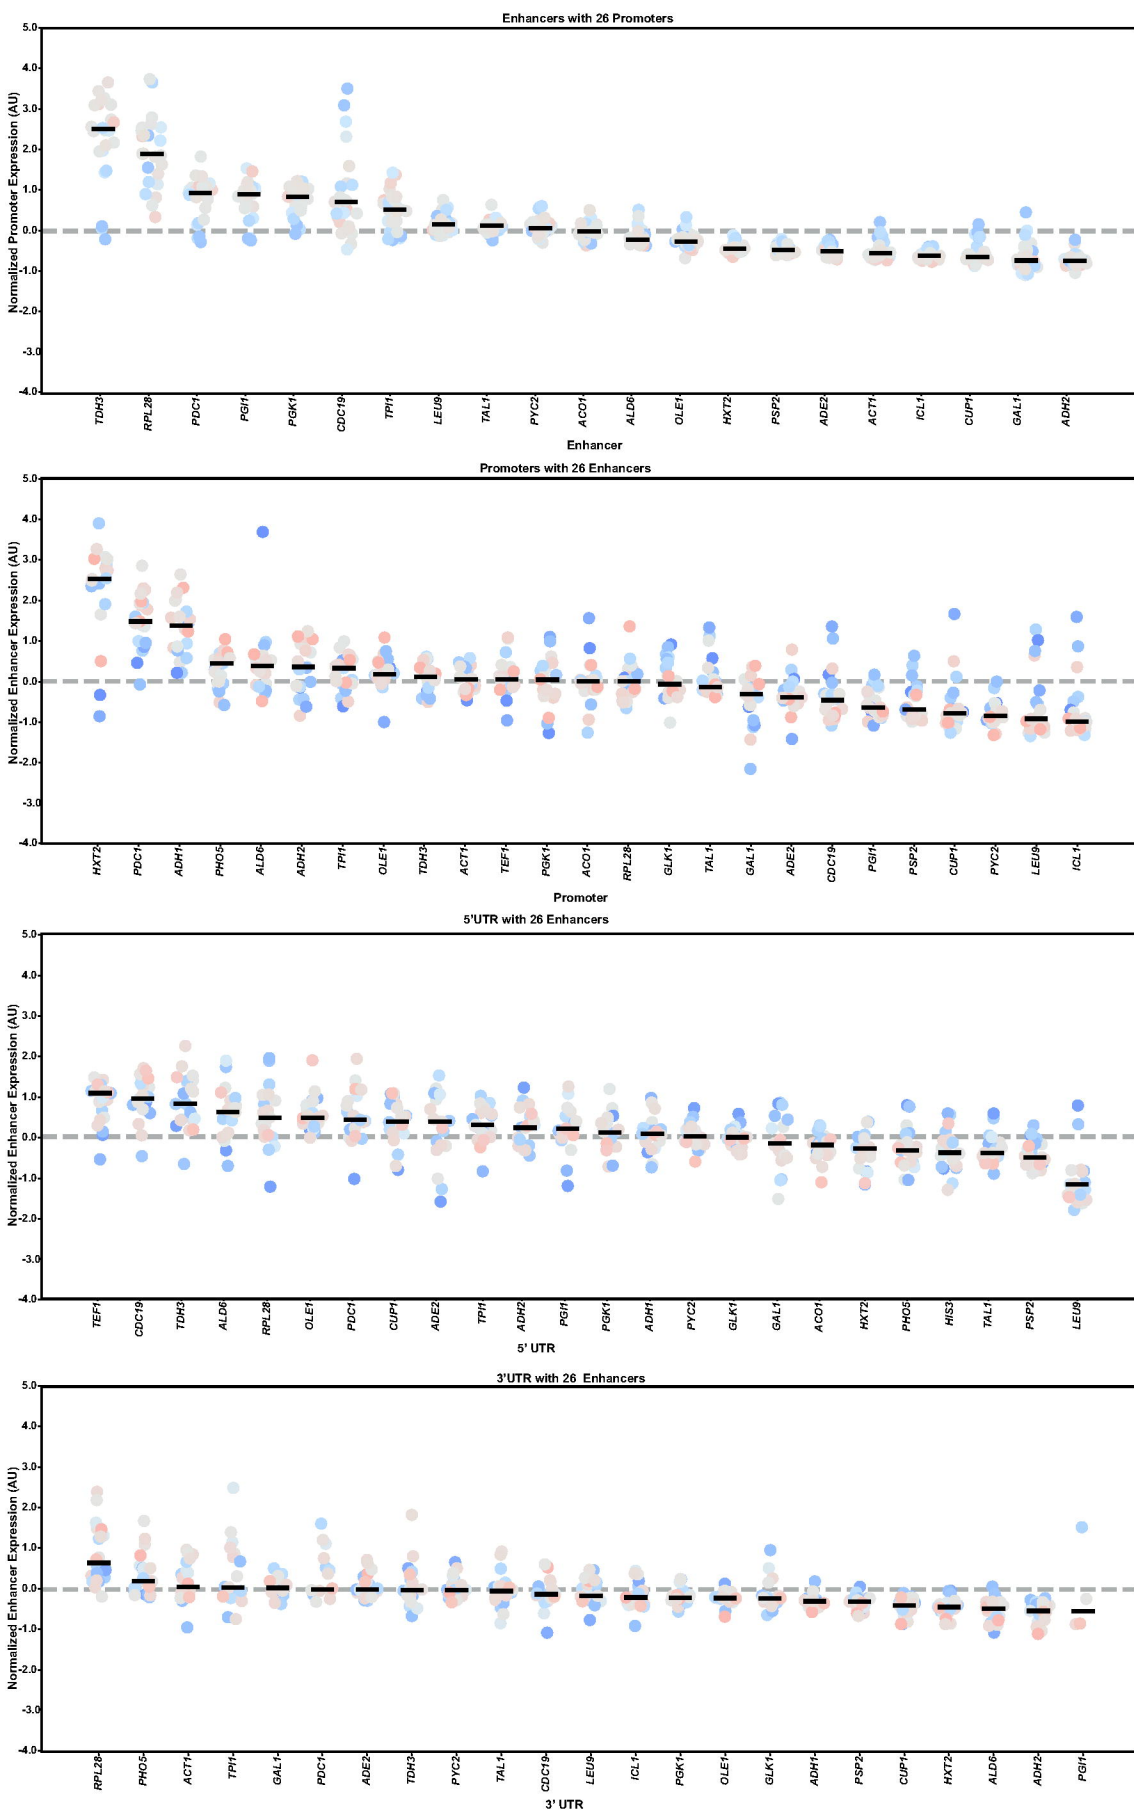 Enhancers with 26 Promoters
Normalized Promoter Expression (AU)
5.0
4.0
3.0
2.0
1.0
0.0
-1.0
-2.0
-3.0
-4.0
TDH3 RPL28 PDC1 PGI1 PGK1 CDC19 TPI1 LEU9 TAL1 PYC2 ACO1 ALD6 OLE1 HXT2 PSP2 ADE2 ACT1 ICL1 CUP1 GAL1 ADH2
Enhancer
Promoters with 26 Enhancers
Normalized Enhancer Expression (AU)
5.0
4.0
3.0
2.0
1.0
0.0
-1.0
-2.0
-3.0
-4.0
HXT2 PDC1 ADH1 PHO5 ALD6 ADH2 TPI1 OLE1 TDH3 ACT1 TEF1 PGK1 ACO1 RPL28 GLK1 TAL1 GAL1 ADE2 CDC19 PGI1 PSP2 CUP1 PYC2 LEU9 ICL1
Promoter
5'UTR with 26 Enhancers
Normalized Enhancer Expression (AU)
5.0
4.0
3.0
2.0
1.0
0.0
-1.0
-2.0
-3.0
-4.0
TEF1 CDC19 TDH3 ALD6 RPL28 OLE1 PDC1 CUP1 ADE2 TPI1 ADH2 PGI1 PGK1 ADH1 PYC2 GLK1 GAL1 ACO1 HXT2 PHO5 HIS3 TAL1 PSP2 LEU9
5' UTR
3'UTR with 26 Enhancers
Normalized Enhancer Expression (AU)
5.0
4.0
3.0
2.0
1.0
0.0
-1.0
-2.0
-3.0
-4.0
RPL28 PHO5 ACT1 TPI1 GAL1 PDC1 ADE2 TDH3 PYC2 TAL1 CDC19 LEU9 ICL1 PGK1 OLE1 GLK1 ADH1 PSP2 CUP1 HXT2 ALD6 ADH2 PGI1
3' UTR